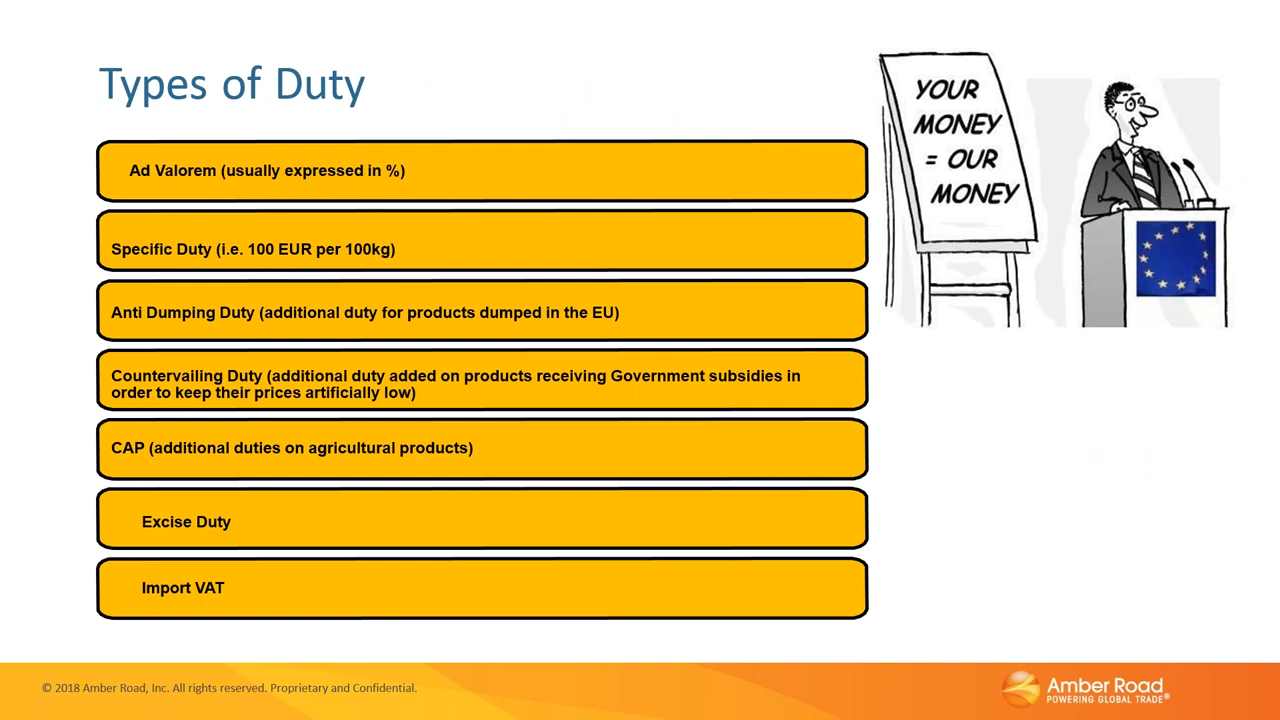 Types of Duty
YOUR
MONEY
= OUR
MONEY
Ad Valorem (usually expressed in %)
Specific Duty (i.e. 100 EUR per 100kg)
Anti Dumping Duty (additional duty for products dumped in the EU)
Countervailing Duty (additional duty added on products receiving Government subsidies in
order to keep their prices artificially low)
CAP (additional duties on agricultural products)
Excise Duty
Import VAT
© 2018 Amber Road, Inc. All rights reserved. Proprietary and Confidential.
Amber Road
POWERING GLOBAL TRADE®